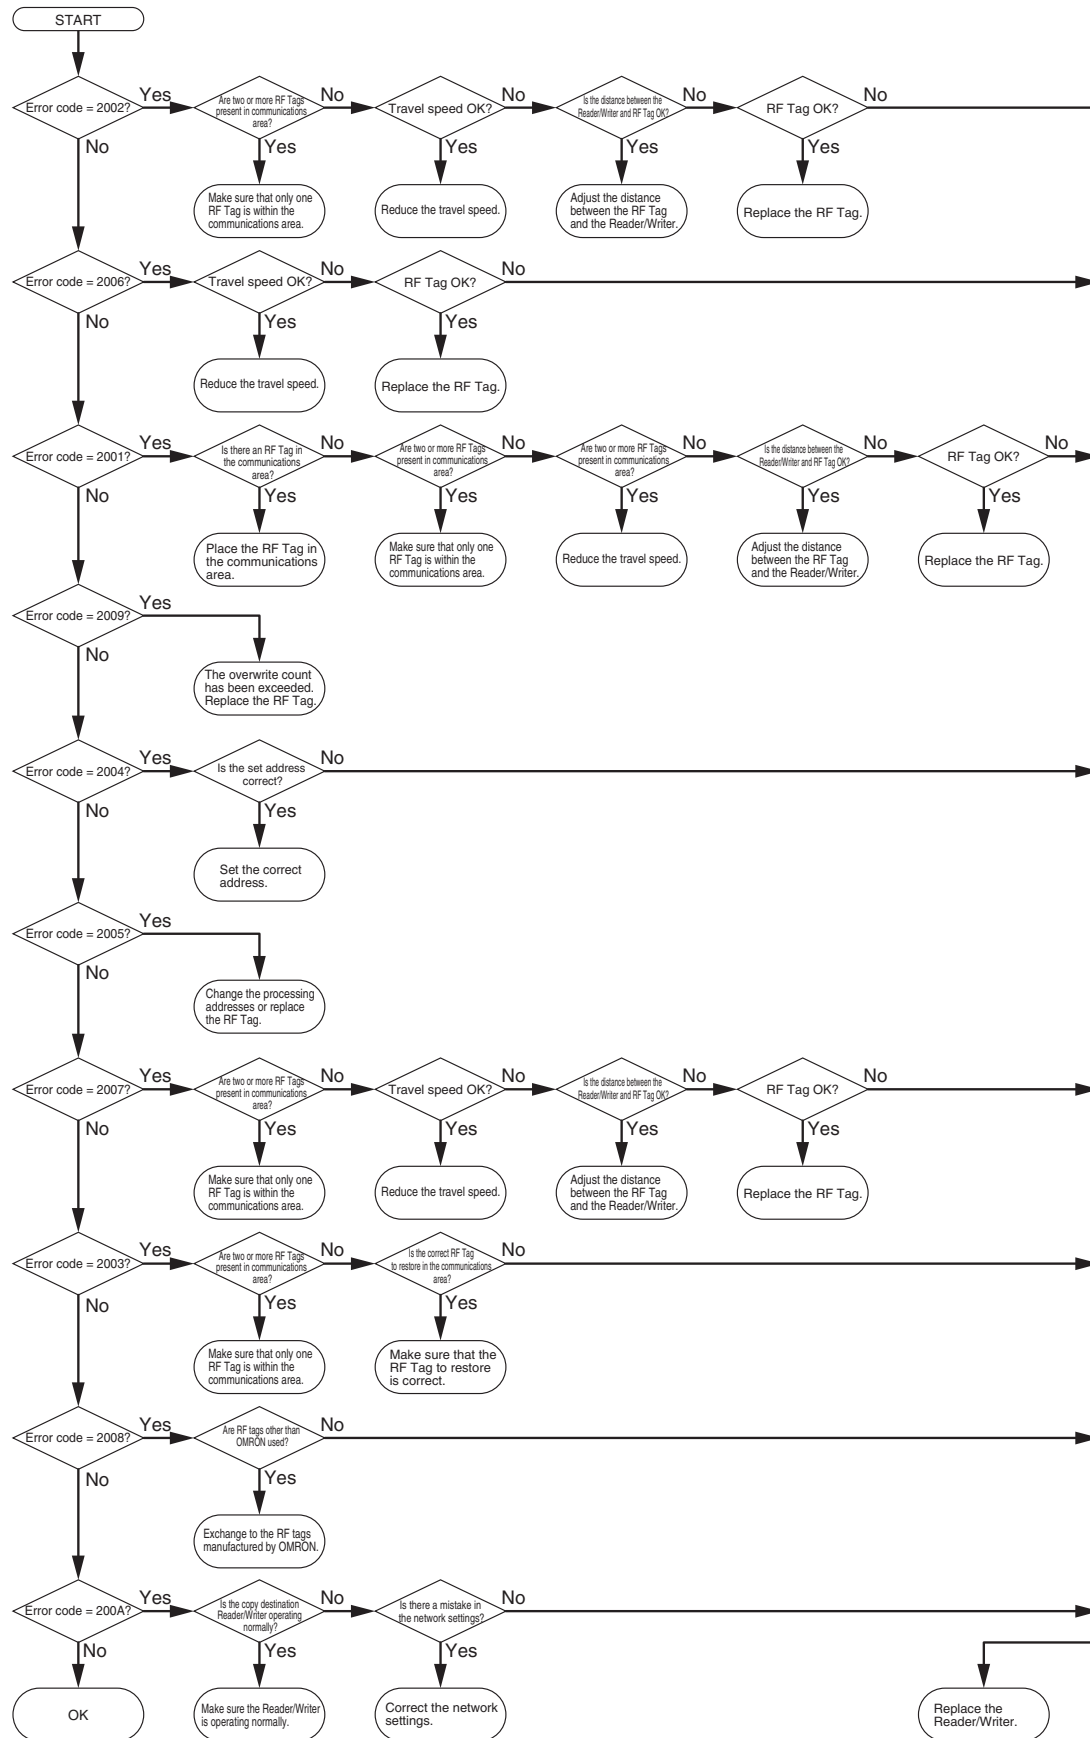 START
Error code = 2002?
Yes
No
Are two or more RF Tags
present in communications
area?
No
Yes
Travel speed OK?
No
Yes
Is the distance between the
Reader/Writer and RF Tag OK?
No
Yes
RF Tag OK?
No
Yes
Make sure that only one
RF Tag is within the
communications area.
Reduce the travel speed.
Adjust the distance
between the RF Tag
and the Reader/Writer.
Replace the RF Tag.
Error code = 2006?
Yes
No
Travel speed OK?
No
Yes
RF Tag OK?
No
Yes
Reduce the travel speed.
Replace the RF Tag.
Error code = 2001?
Yes
No
Is there an RF Tag in
the communications
area?
No
Yes
Are two or more RF Tags
present in communications
area?
No
Yes
Are two or more RF Tags
present in communications
area?
No
Yes
Is the distance between the
Reader/Writer and RF Tag OK?
No
Yes
RF Tag OK?
No
Yes
Place the RF Tag in
the communications
area.
Make sure that only one
RF Tag is within the
communications area.
Reduce the travel speed.
Adjust the distance
between the RF Tag
and the Reader/Writer.
Replace the RF Tag.
Error code = 2009?
Yes
No
The overwrite count
has been exceeded.
Replace the RF Tag.
Error code = 2004?
Yes
No
Is the set address
correct?
No
Yes
Set the correct
address.
Error code = 2005?
Yes
No
Change the processing
addresses or replace
the RF Tag.
Error code = 2007?
Yes
No
Are two or more RF Tags
present in communications
area?
No
Yes
Travel speed OK?
No
Yes
Is the distance between the
Reader/Writer and RF Tag OK?
No
Yes
RF Tag OK?
No
Yes
Make sure that only one
RF Tag is within the
communications area.
Reduce the travel speed.
Adjust the distance
between the RF Tag
and the Reader/Writer.
Replace the RF Tag.
Error code = 2003?
Yes
No
Are two or more RF Tags
present in communications
area?
No
Yes
Is the correct RF Tag
to restore in the communications
area?
No
Yes
Make sure that only one
RF Tag is within the
communications area.
Make sure that the
RF Tag to restore
is correct.
Error code = 2008?
Yes
No
Are RF tags other than
OMRON used?
No
Yes
Exchange to the RF tags
manufactured by OMRON.
Error code = 200A?
Yes
No
Is the copy destination
Reader/Writer operating
normally?
No
Yes
Is there a mistake in
the network settings?
No
Yes
OK
Make sure the Reader/Writer
is operating normally.
Correct the network
settings.
Replace the
Reader/Writer.